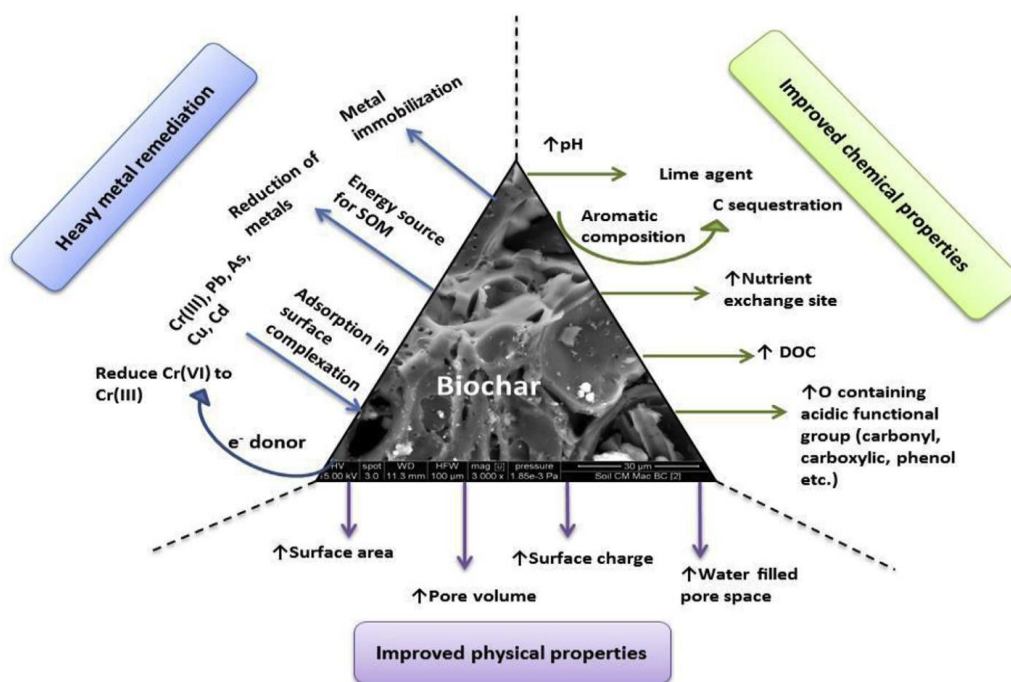 Heavy metal remediation
Metal
immobilization
Reduction of
metals
Energy source
for SOM
Cr(III), Pb, As,
Cu, Cd
Adsorption in
surface
complexation
Reduce Cr(VI) to
Cr(III)
e⁻ donor
Improved chemical properties
↑pH
Lime agent
Aromatic
composition
C sequestration
↑Nutrient
exchange site
↑ DOC
↑O containing
acidic functional
group (carbonyl,
carboxylic, phenol
etc.)
Biochar
HV spot WD HFW mag pressure 30 µm
5.00 kV 3.0 11.3 mm 100 µm 3 000 x 1.85e-3 Pa Soil CM Mac BC [2]
↑Surface area
↑Pore volume
↑Surface charge
↑Water filled
pore space
Improved physical properties